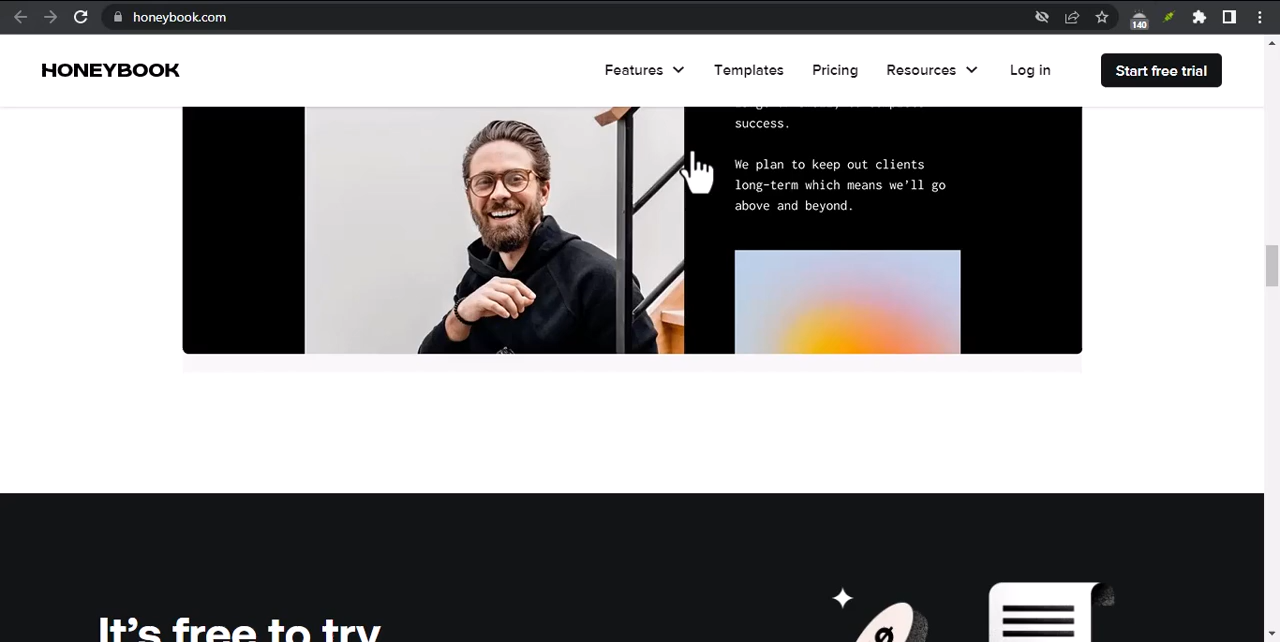 honeybook.com
140
HONEYBOOK
Features
Templates
Pricing
Resources
Log in
Start free trial
success.
We plan to keep out clients
long-term which means we'll go
above and beyond.
It's free to try